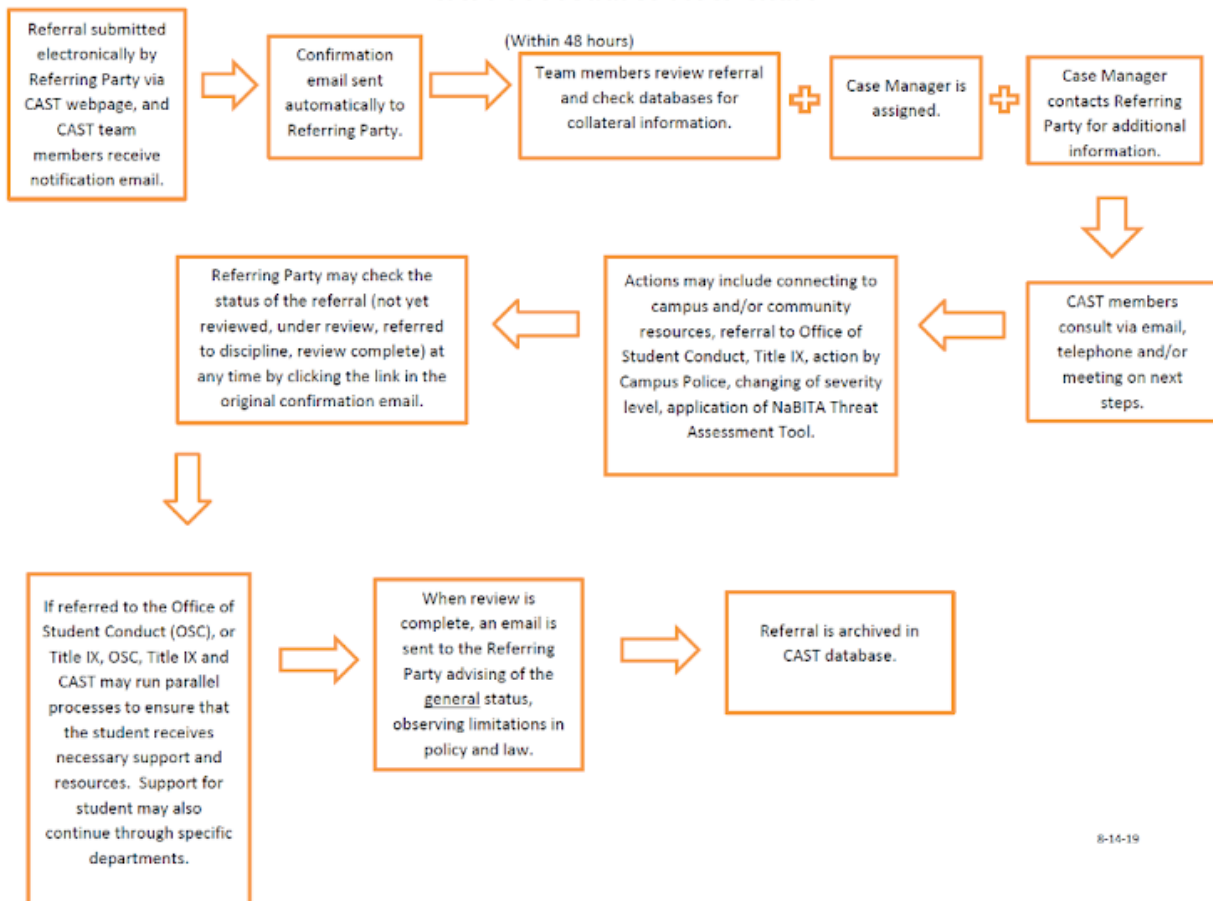 Referral submitted
electronically by
Referring Party via
CAST webpage, and
CAST team
members receive
notification email.
Confirmation
email sent
automatically to
Referring Party.
(Within 48 hours)
Team members review referral
and check databases for
collateral information.
Case Manager is
assigned.
Case Manager
contacts Referring
Party for additional
information.
CAST members
consult via email,
telephone and/or
meeting on next
steps.
Actions may include connecting to
campus and/or community
resources, referral to Office of
Student Conduct, Title IX, action by
Campus Police, changing of severity
level, application of NaBITA Threat
Assessment Tool.
Referring Party may check the
status of the referral (not yet
reviewed, under review, referred
to discipline, review complete) at
any time by clicking the link in the
original confirmation email.
If referred to the Office of
Student Conduct (OSC), or
Title IX, OSC, Title IX and
CAST may run parallel
processes to ensure that
the student receives
necessary support and
resources.  Support for
student may also
continue through specific
departments.
When review is
complete, an email is
sent to the Referring
Party advising of the
general status,
observing limitations in
policy and law.
Referral is archived in
CAST database.
8-14-19